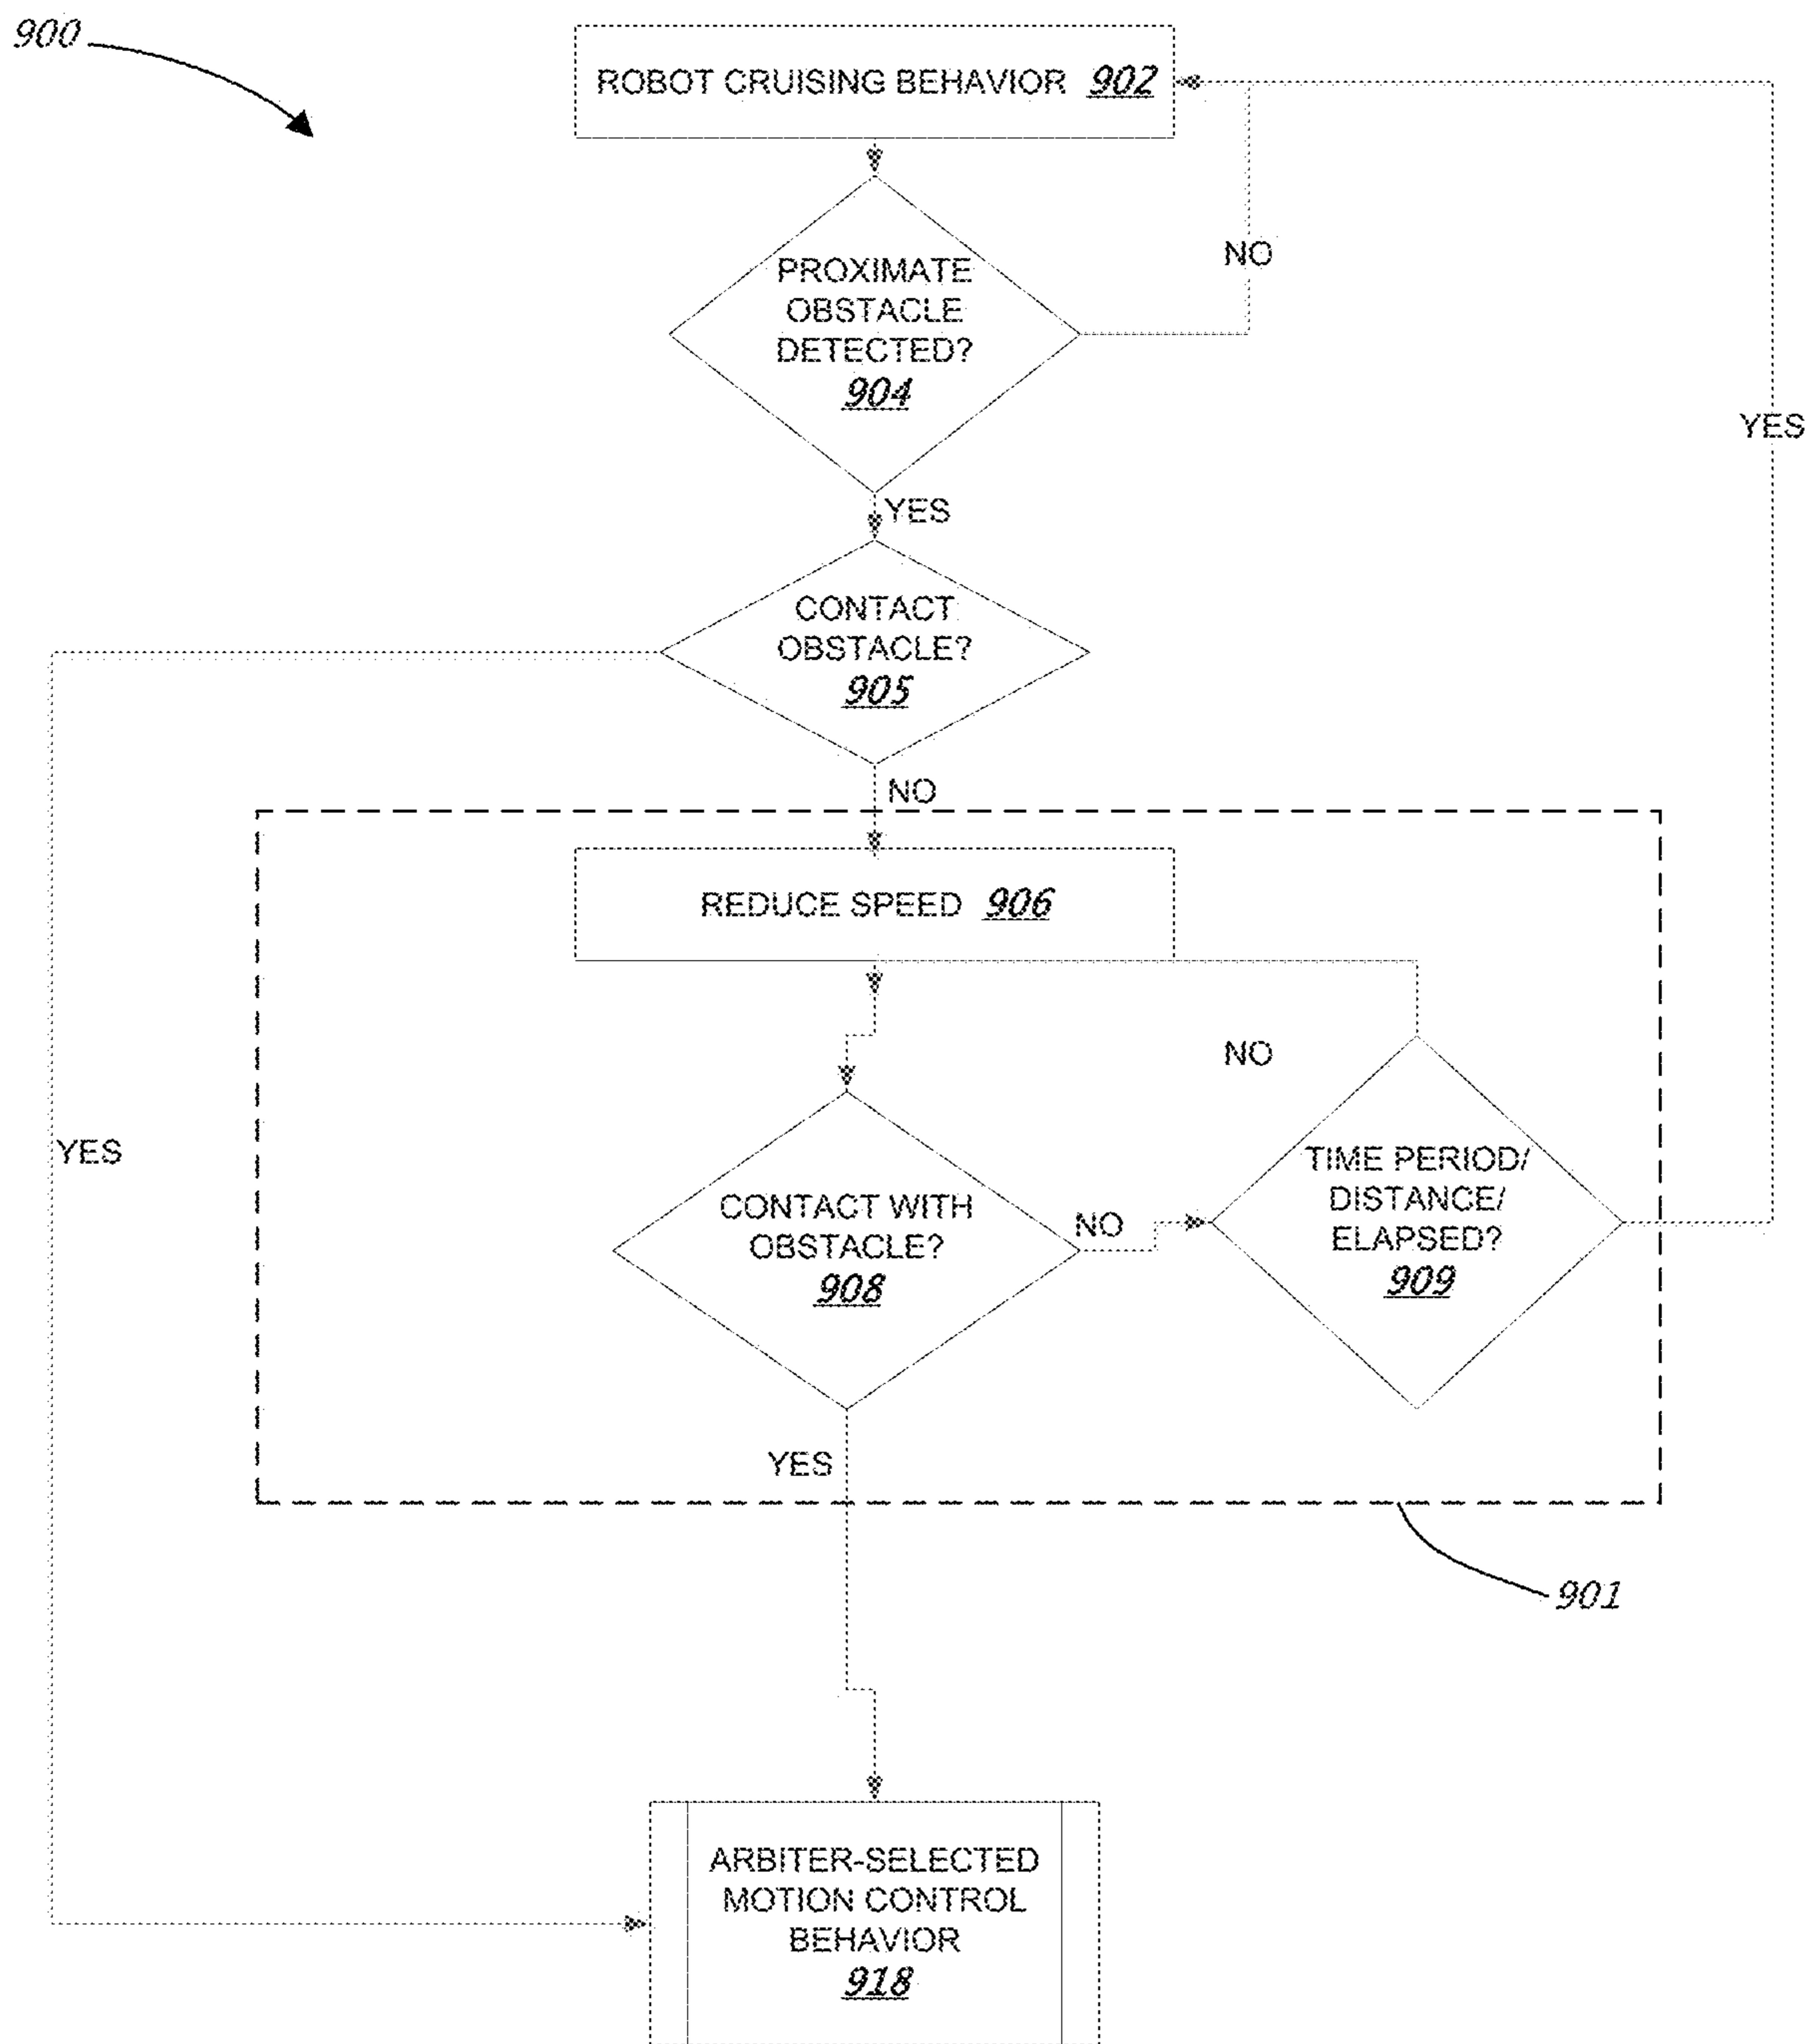 900
ROBOT CRUISING BEHAVIOR 902
PROXIMATE
OBSTACLE
DETECTED?
904
NO
YES
YES
CONTACT
OBSTACLE?
905
NO
REDUCE SPEED 906
NO
YES
CONTACT WITH
OBSTACLE?
908
NO
TIME PERIOD/
DISTANCE/
ELAPSED?
909
YES
901
ARBITER-SELECTED
MOTION CONTROL
BEHAVIOR
918